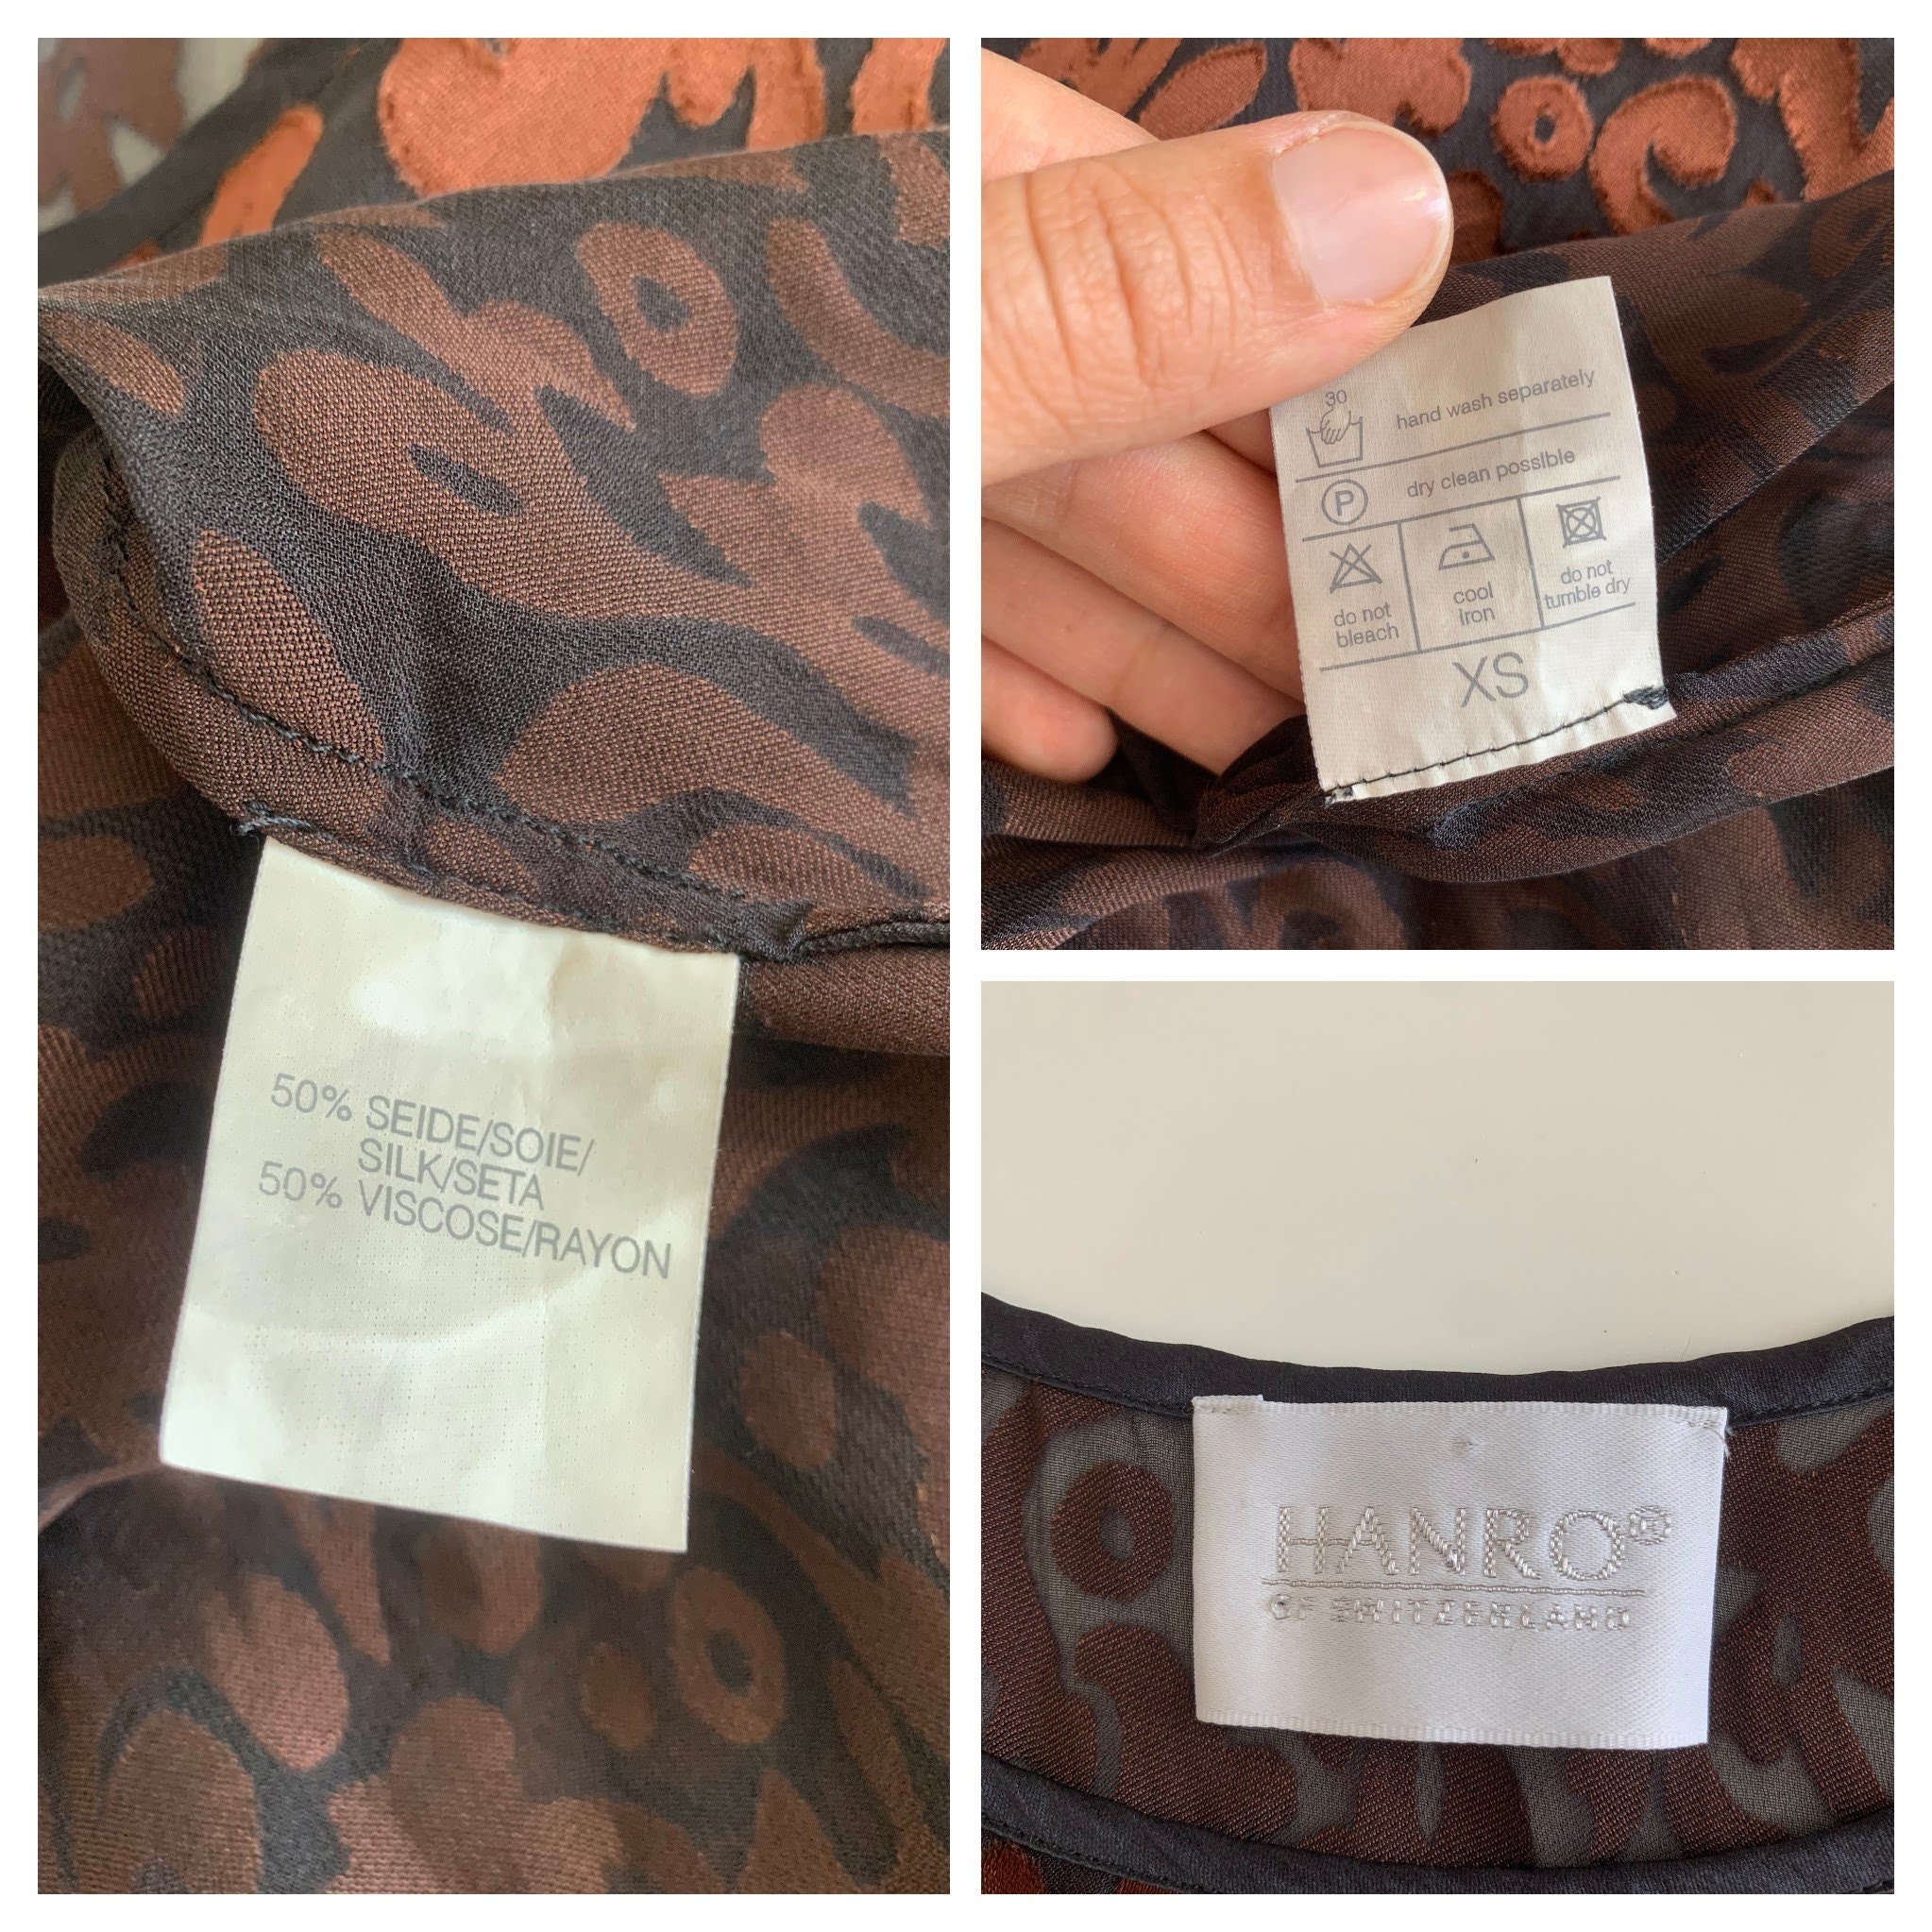 50% SEIDE/SOIE/
SILK/SETA
50% VISCOSE/RAYON
30
hand wash separately
P
dry clean possible
do not
bleach
cool
iron
do not
tumble dry
XS
HANRO®
OF SWITZERLAND